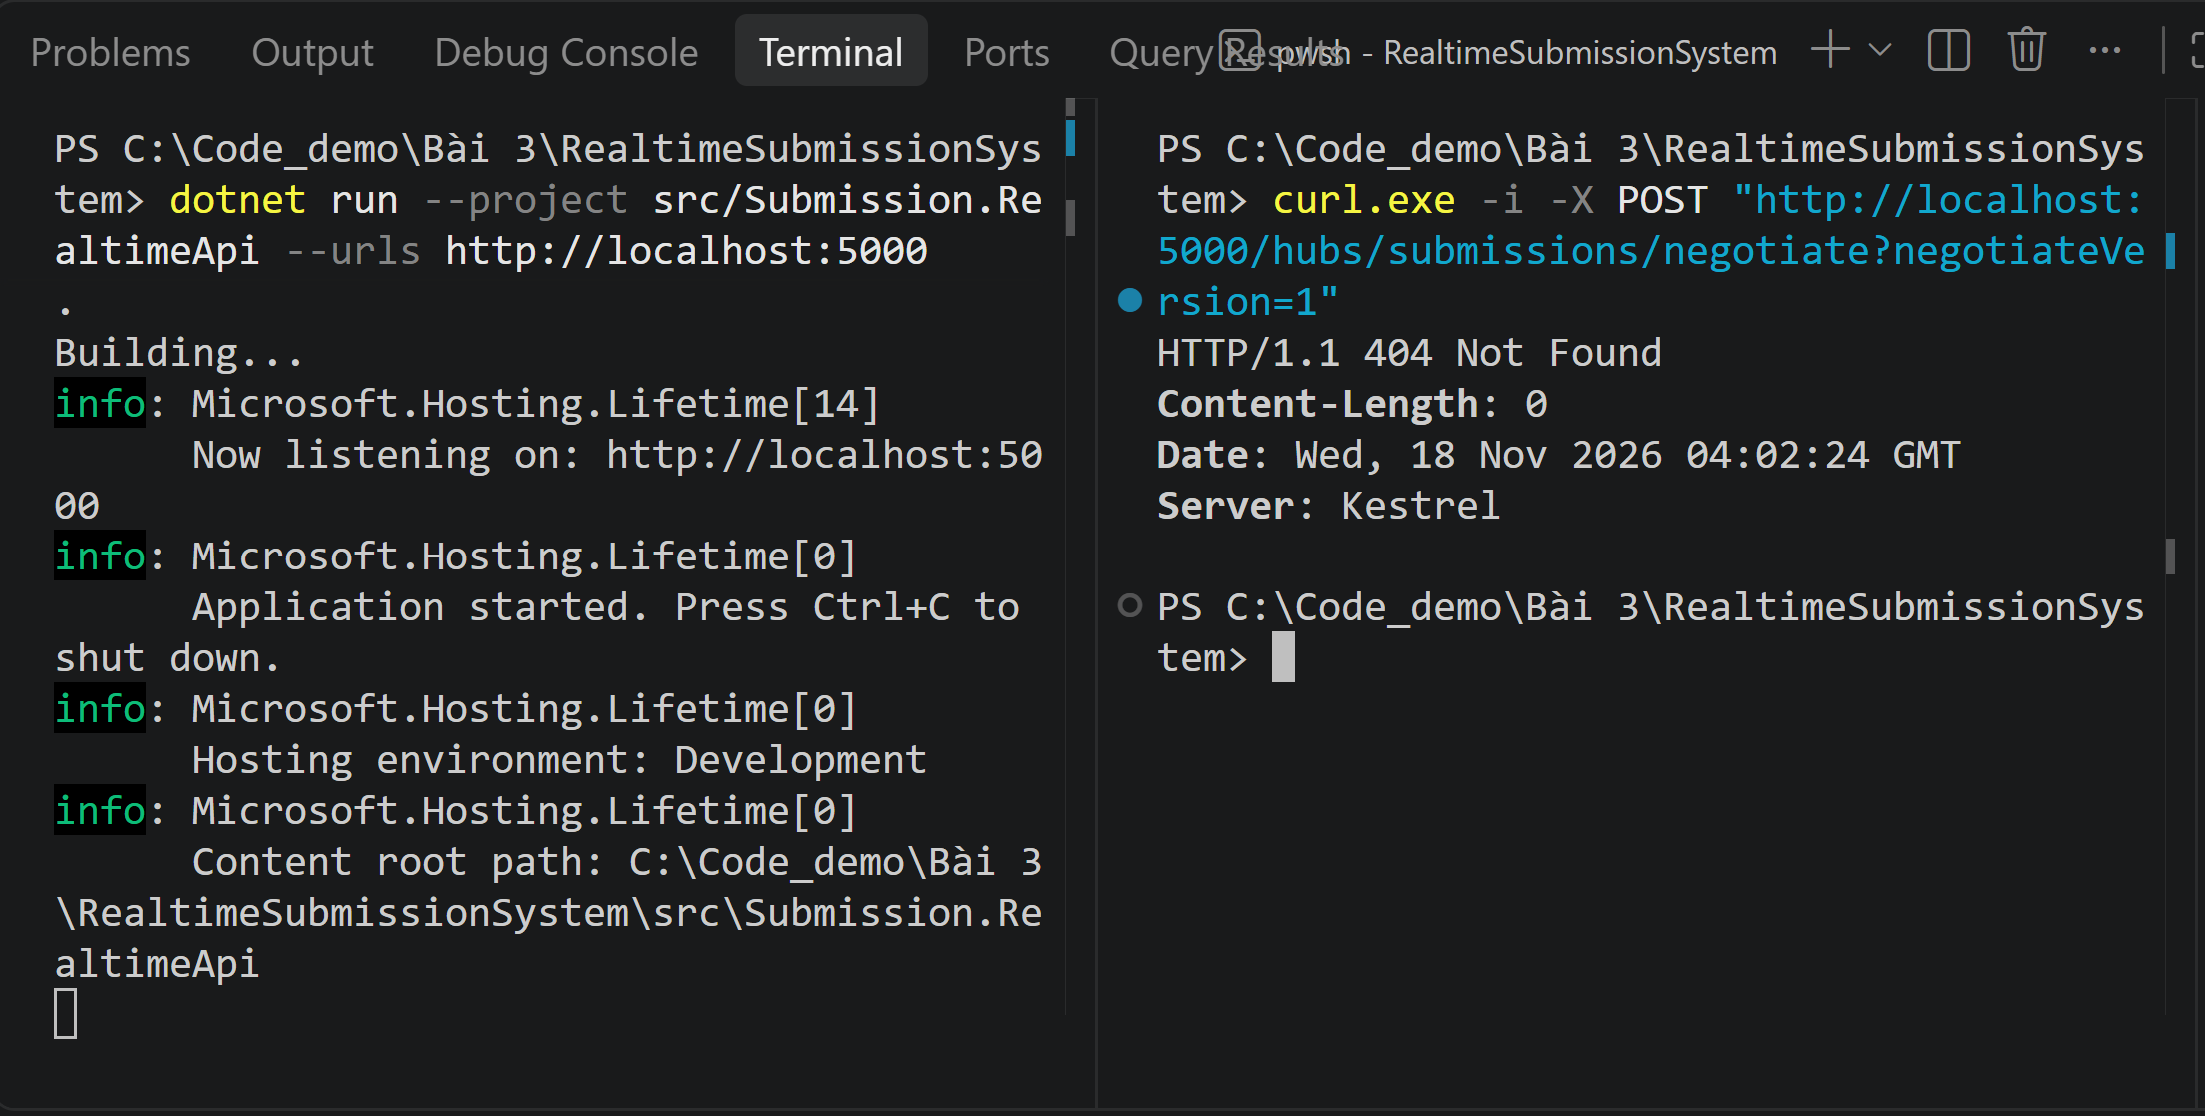 Problems Output Debug Console Terminal Ports Query Results pwsh - RealtimeSubmissionSystem
PS C:\Code_demo\Bài 3\RealtimeSubmissionSys
tem> dotnet run --project src/Submission.Re
altimeApi --urls http://localhost:5000
.
Building...
info: Microsoft.Hosting.Lifetime[14]
Now listening on: http://localhost:50
00
info: Microsoft.Hosting.Lifetime[0]
Application started. Press Ctrl+C to
shut down.
info: Microsoft.Hosting.Lifetime[0]
Hosting environment: Development
info: Microsoft.Hosting.Lifetime[0]
Content root path: C:\Code_demo\Bài 3
\RealtimeSubmissionSystem\src\Submission.Re
altimeApi
PS C:\Code_demo\Bài 3\RealtimeSubmissionSys
tem> curl.exe -i -X POST "http://localhost:
5000/hubs/submissions/negotiate?negotiateVe
rsion=1"
HTTP/1.1 404 Not Found
Content-Length: 0
Date: Wed, 18 Nov 2026 04:02:24 GMT
Server: Kestrel
PS C:\Code_demo\Bài 3\RealtimeSubmissionSys
tem>